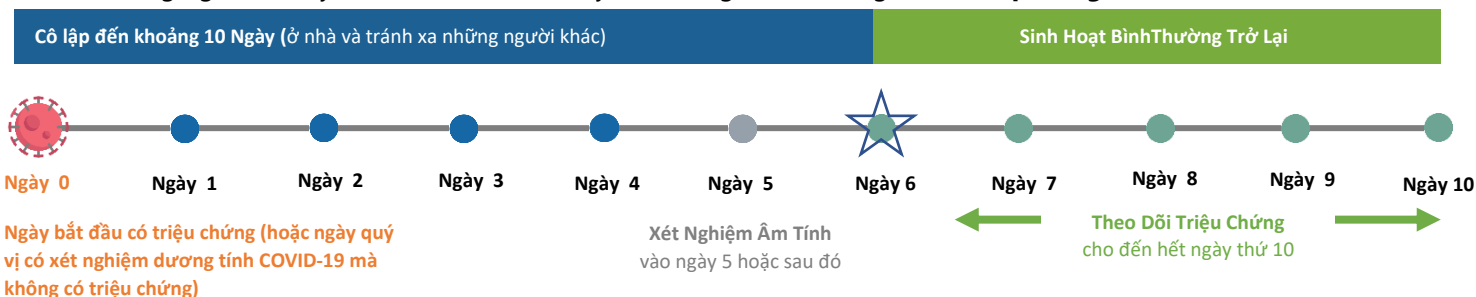 Cô lập đến khoảng 10 Ngày (ở nhà và tránh xa những người khác)
Sinh Hoạt BìnhThường Trở Lại
Ngày 0
Ngày 1
Ngày 2
Ngày 3
Ngày 4
Ngày 5
Ngày 6
Ngày 7
Ngày 8
Ngày 9
Ngày 10
Ngày bắt đầu có triệu chứng (hoặc ngày quý
vị có xét nghiệm dương tính COVID-19 mà
không có triệu chứng)
Xét Nghiệm Âm Tính
vào ngày 5 hoặc sau đó
Theo Dõi Triệu Chứng
cho đến hết ngày thứ 10